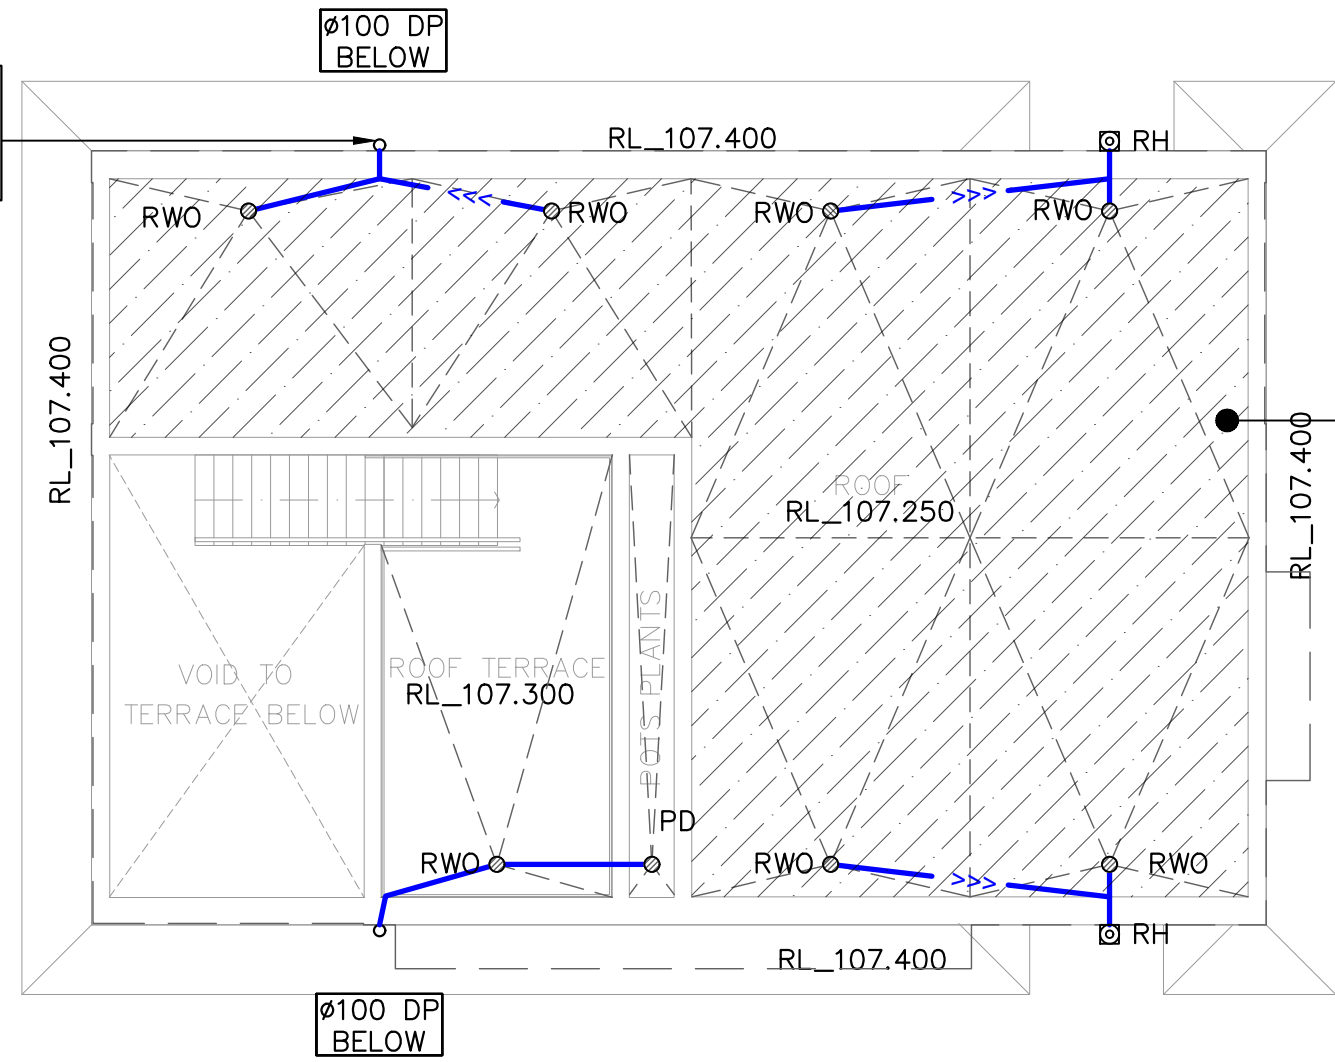 ø100 DP
BELOW
RL_107.400
RH
RWO
RWO
RWO
RWO
RL_107.400
RL_107.400
ROOF
RL_107.250
POTS PLANTS
VOID TO
TERRACE BELOW
ROOF TERRACE
RL_107.300
PD
RWO
RWO
RWO
RH
RL_107.400
ø100 DP
BELOW